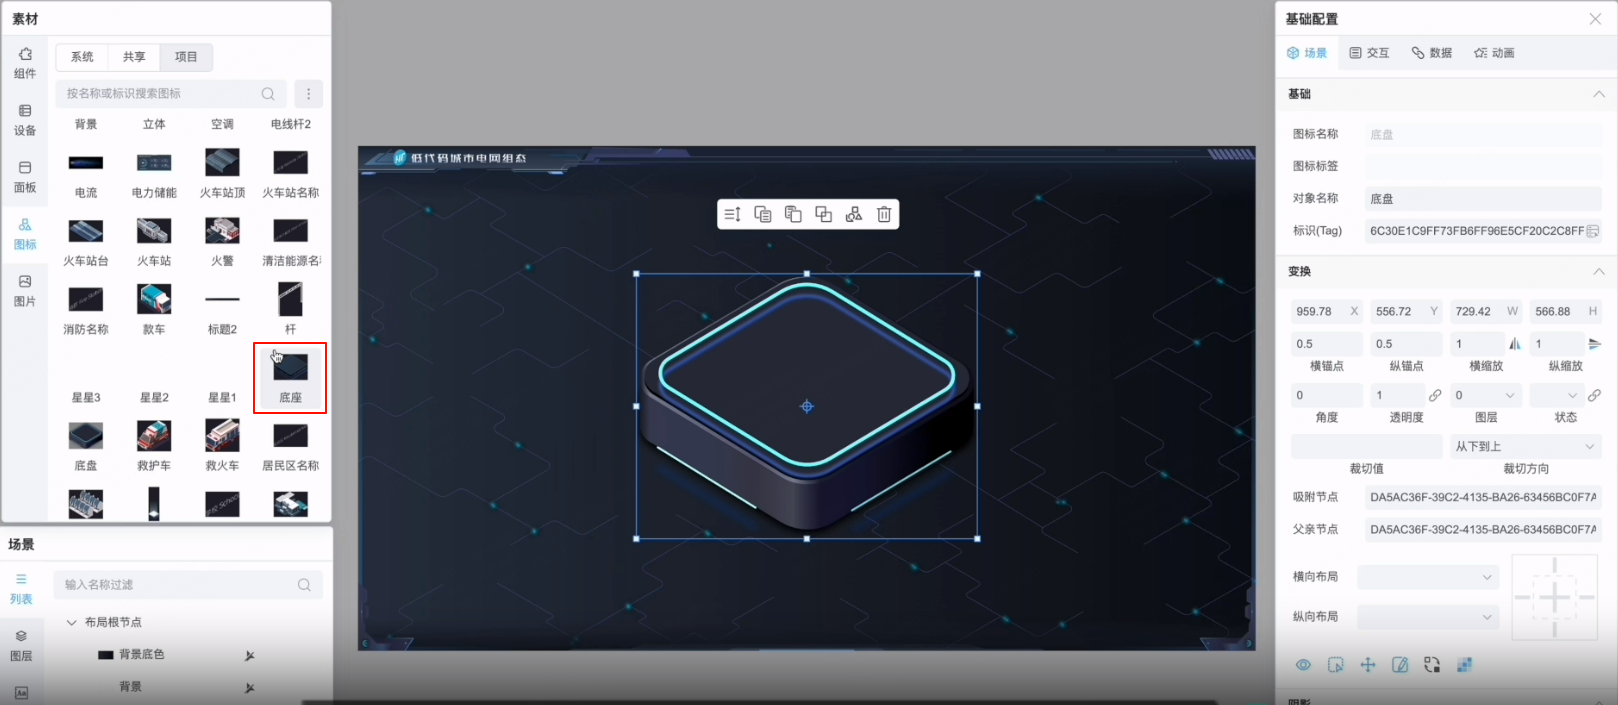 素材
组件
设备
面板
图标
图片
系统
共享
项目
按名称或标识搜索图标
背景
立体
空调
电线杆2
电流
电力储能
火车站顶
火车站名称
火车站台
火车站
火警
清洁能源名
消防名称
款车
标题2
杆
星星3
星星2
星星1
底座
底盘
救护车
救火车
居民区名称
场景
列表
图层
输入名称过滤
布局根节点
背景底色
背景
低代码城市电网组态
基础配置
场景
交互
数据
动画
基础
图标名称 底盘
图标标签
对象名称 底盘
标识(Tag) 6C30E1C9FF73FB6FF96E5CF20C2C8FF
变换
959.78 X 556.72 Y 729.42 W 566.88 H
0.5 0.5 1 1
横锚点 纵锚点 横缩放 纵缩放
0 1 0
角度 透明度 图层 状态
从下到上
裁切值 裁切方向
吸附节点 DA5AC36F-39C2-4135-BA26-63456BC0F7A
父亲节点 DA5AC36F-39C2-4135-BA26-63456BC0F7A
横向布局
纵向布局
阴影